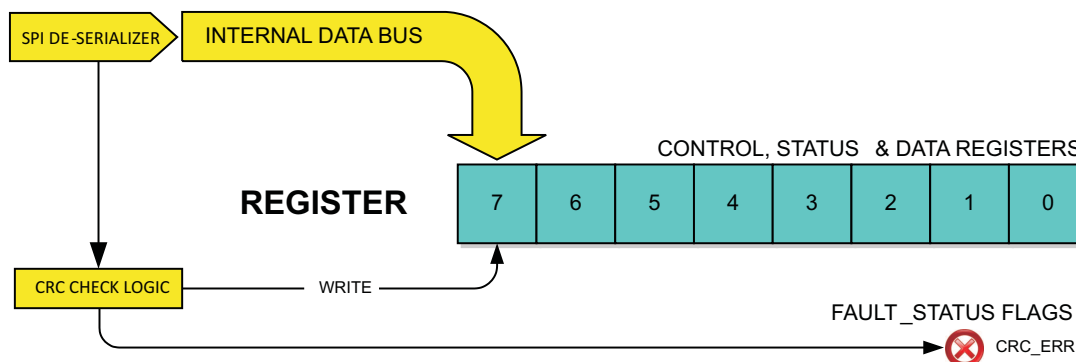 SPI DE-SERIALIZER
INTERNAL DATA BUS
CONTROL, STATUS & DATA REGISTERS
REGISTER
7 6 5 4 3 2 1 0
CRC CHECK LOGIC
WRITE
FAULT_STATUS FLAGS
CRC_ERR